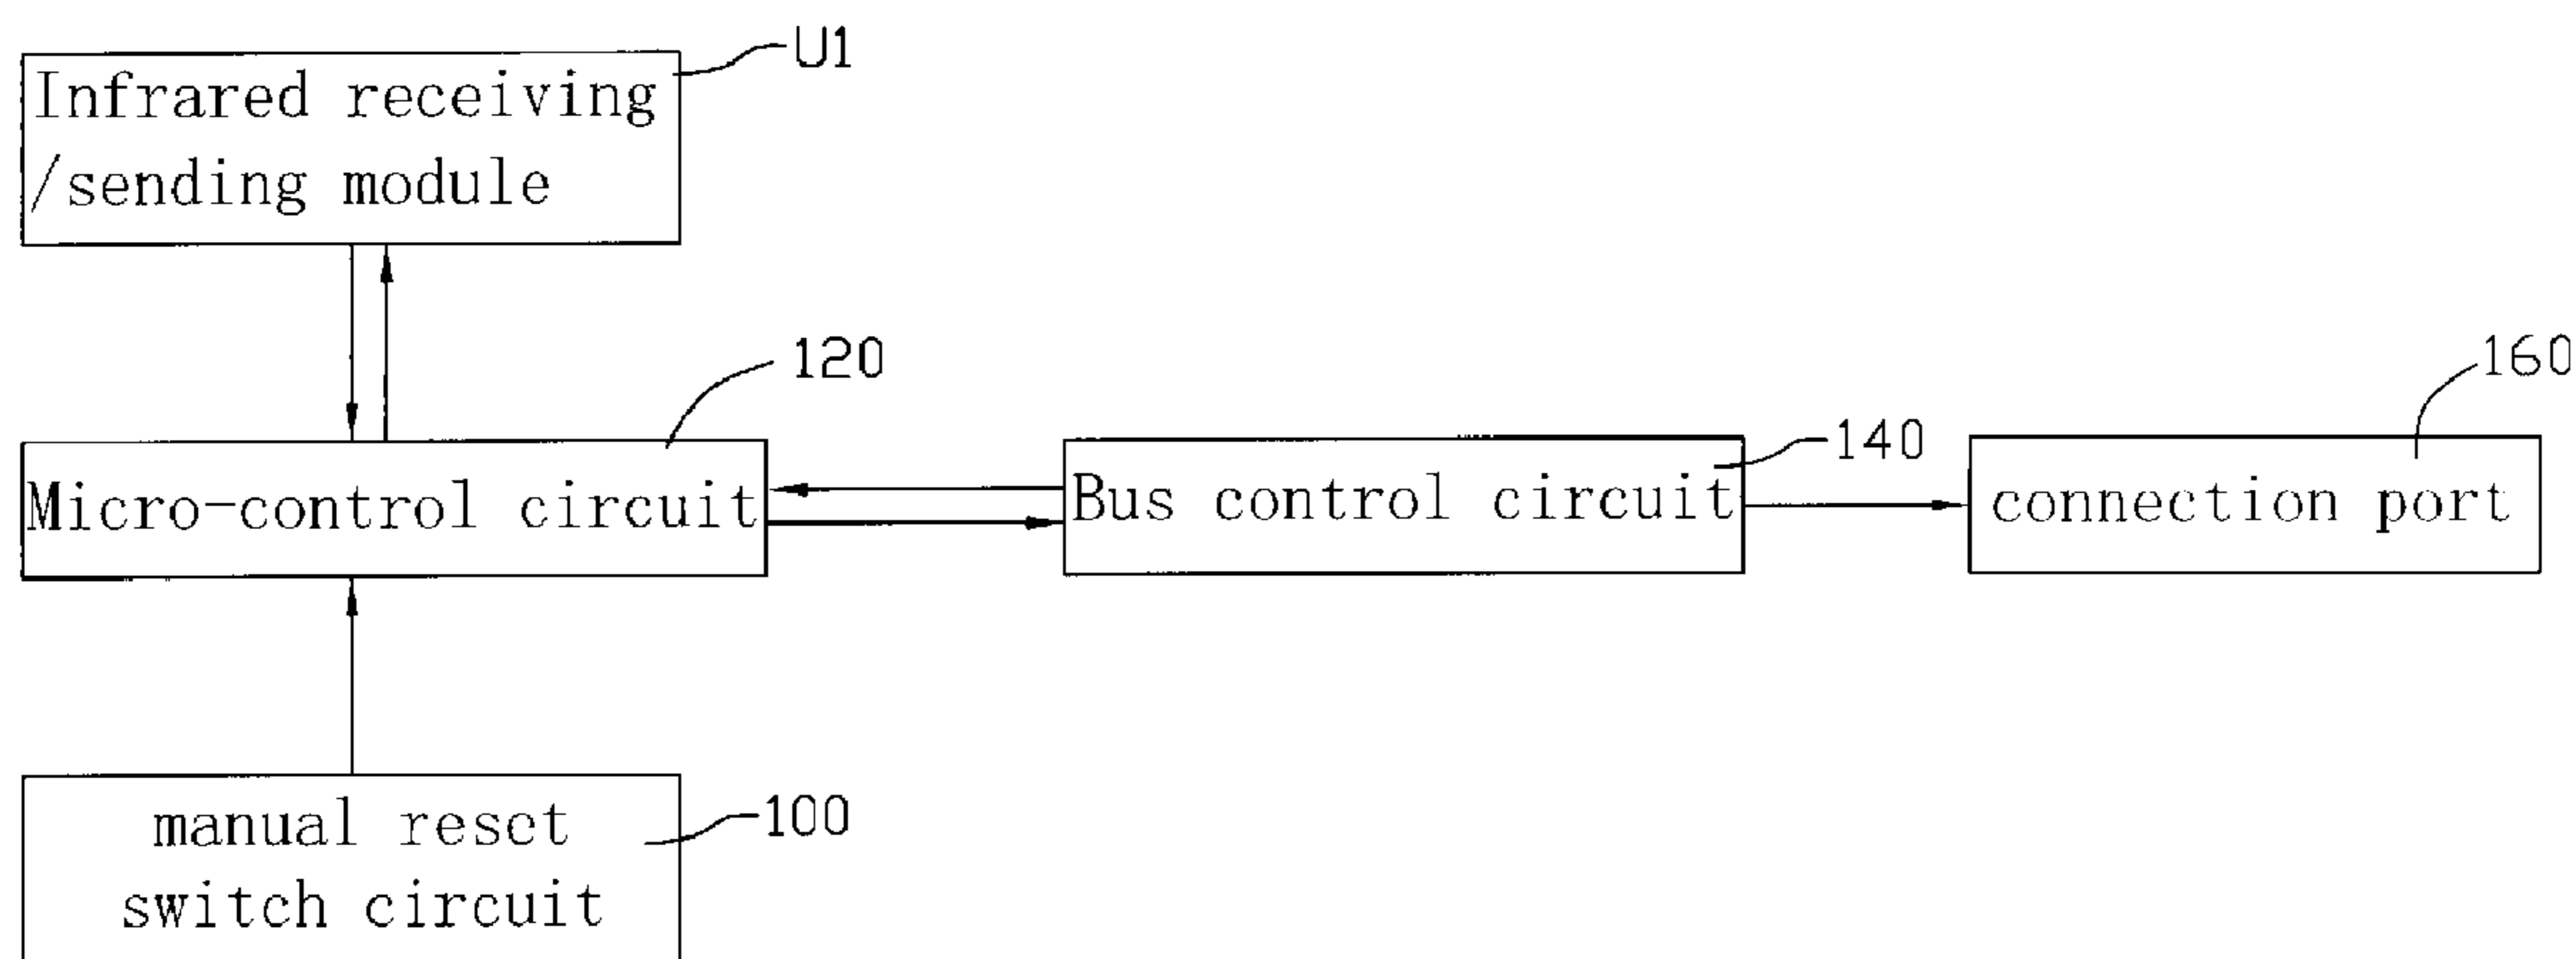 U1
Infrared receiving
/sending module
120
160
140
Micro-control circuit
Bus control circuit
connection port
100
manual reset
switch circuit